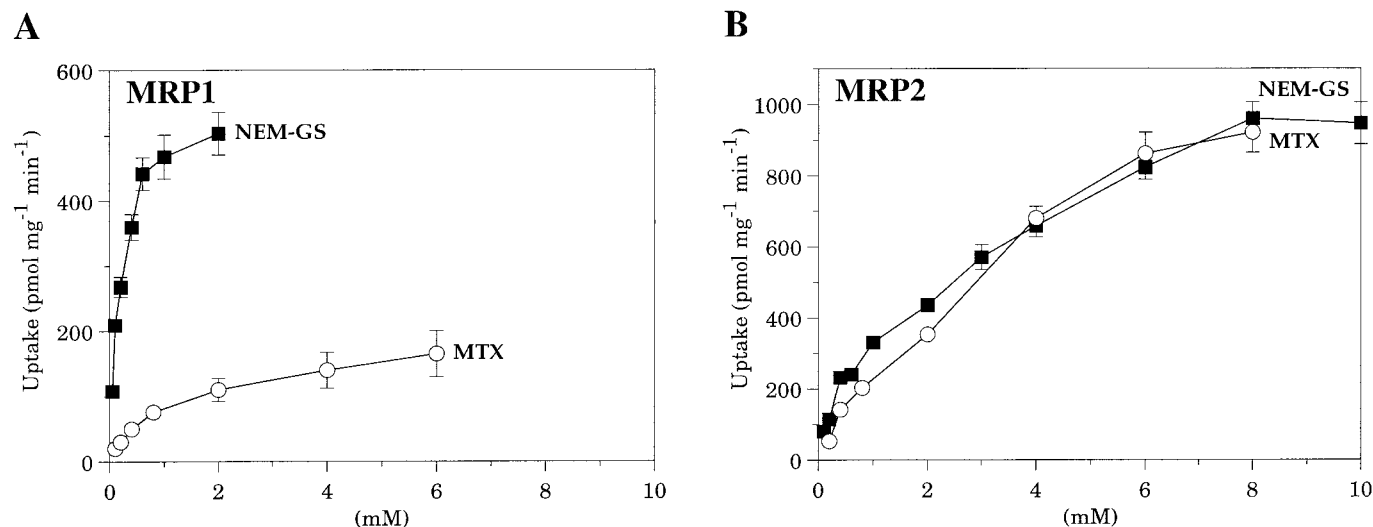 A
MRP1
NEM-GS
MTX
Uptake (pmol mg⁻¹ min⁻¹)
600
400
200
0
0 2 4 6 8 10
(mM)
B
MRP2
NEM-GS
MTX
Uptake (pmol mg⁻¹ min⁻¹)
1000
800
600
400
200
0
0 2 4 6 8 10
(mM)